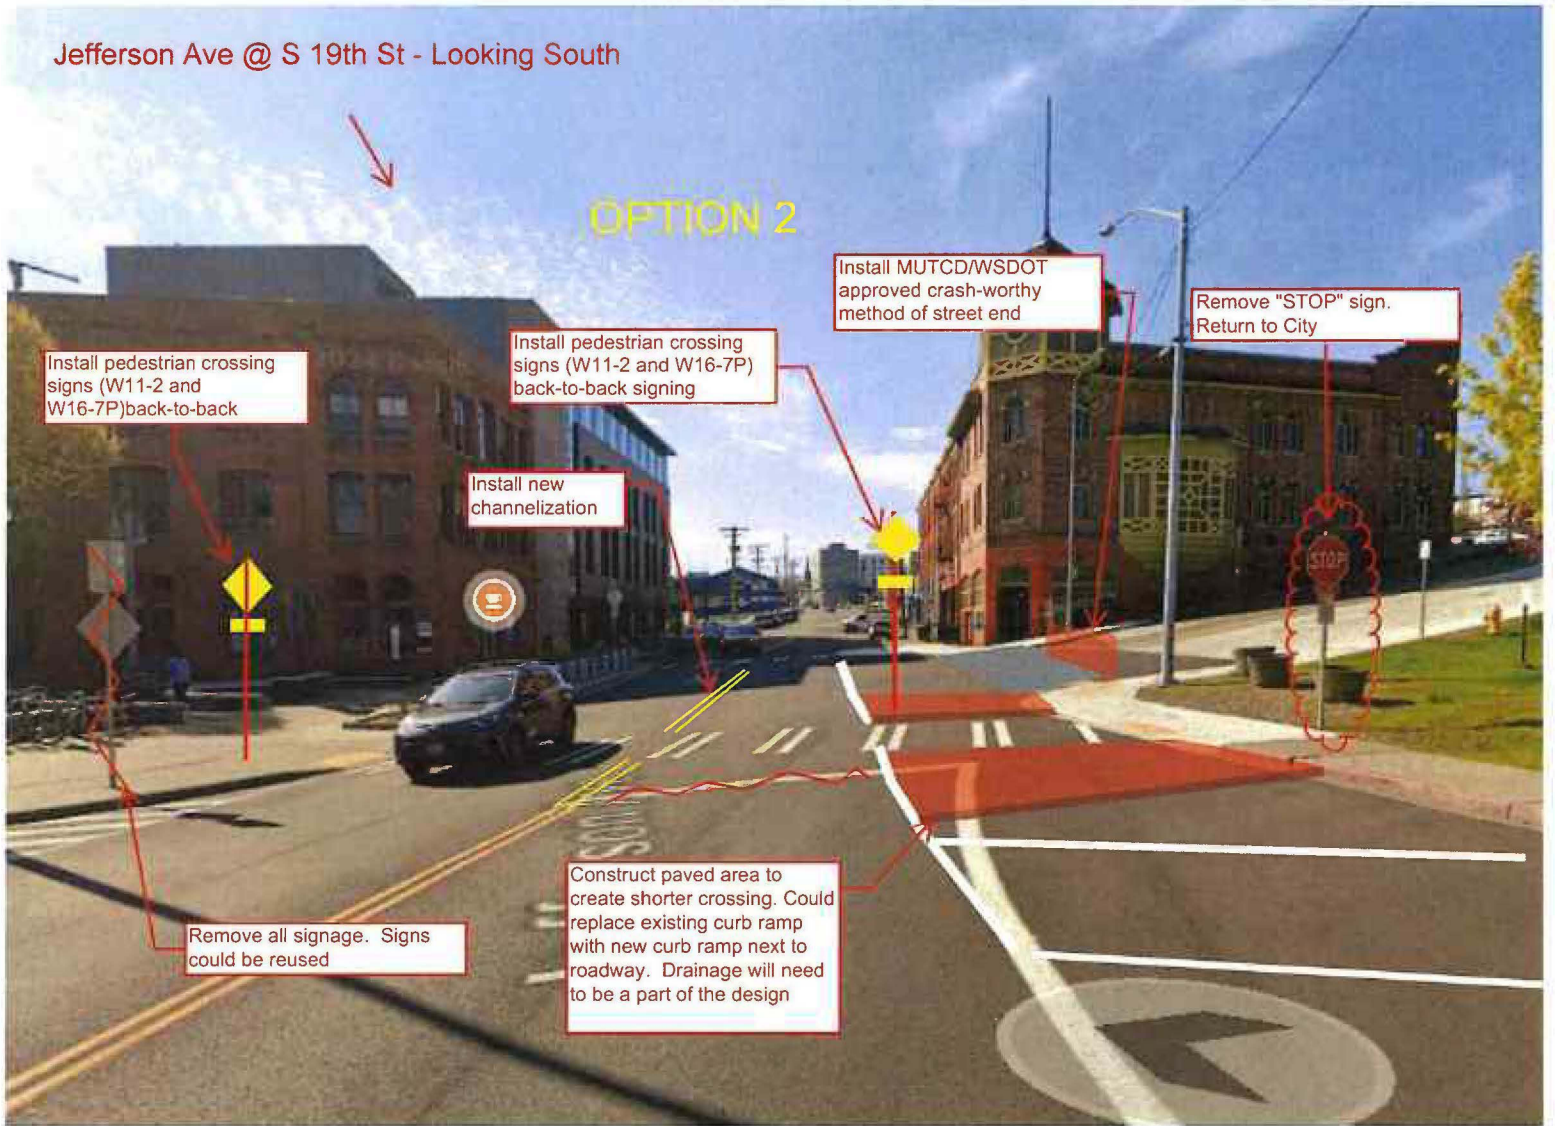 Jefferson Ave @ S 19th St - Looking South
OPTION 2
Install MUTCD/WSDOT
approved crash-worthy
method of street end
Remove "STOP" sign.
Return to City
Install pedestrian crossing
signs (W11-2 and W16-7P)
back-to-back signing
Install pedestrian crossing
signs (W11-2 and
W16-7P)back-to-back
Install new
channelization
STOP
Construct paved area to
create shorter crossing. Could
replace existing curb ramp
with new curb ramp next to
roadway. Drainage will need
to be a part of the design
Remove all signage. Signs
could be reused